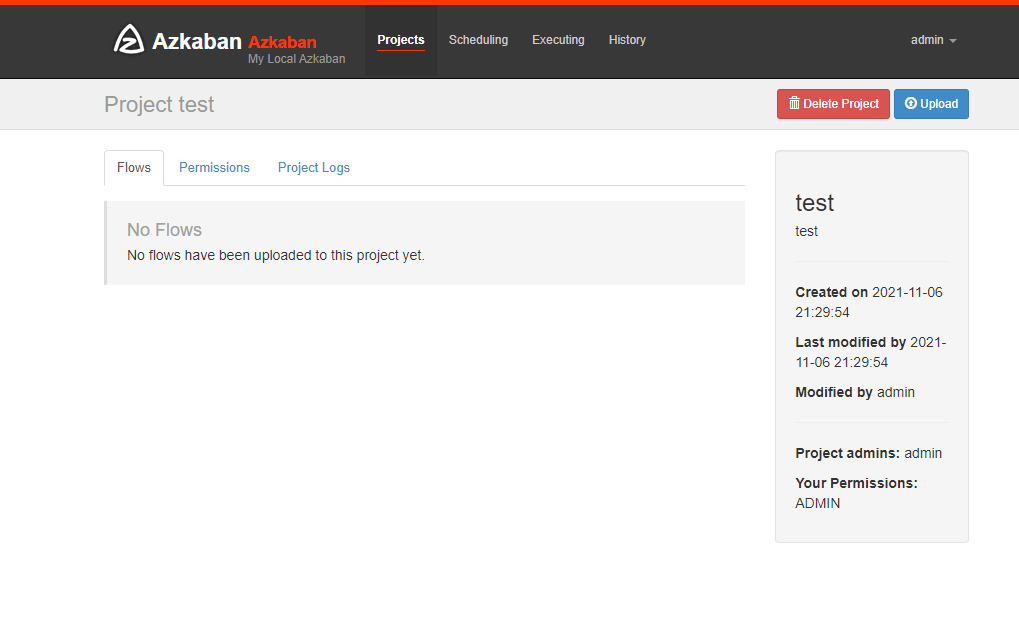 Azkaban Azkaban
My Local Azkaban
Projects Scheduling Executing History admin
Project test
Delete Project Upload
Flows Permissions Project Logs
No Flows
No flows have been uploaded to this project yet.
test
test
Created on 2021-11-06
21:29:54
Last modified by 2021-
11-06 21:29:54
Modified by admin
Project admins: admin
Your Permissions:
ADMIN